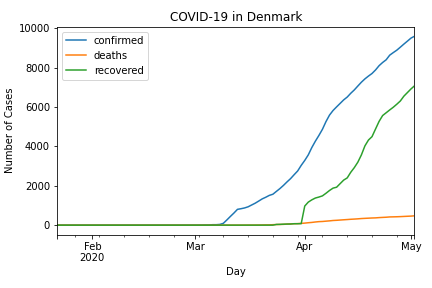 COVID-19 in Denmark
confirmed
deaths
recovered
Number of Cases
10000
8000
6000
4000
2000
0
Feb
2020
Mar
Apr
May
Day